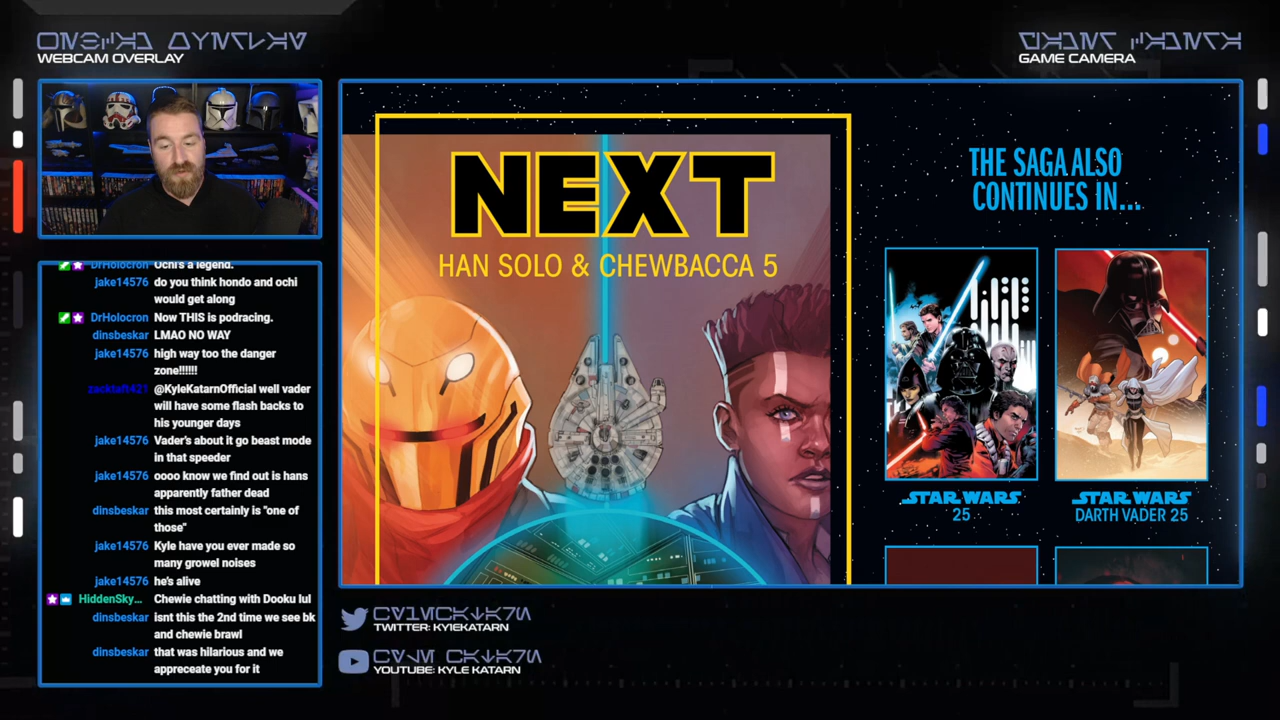 WEBCAM OVERLAY
GAME CAMERA
DrHolocron Ochi's a legend.
jake14576 do you think hondo and ochi
would get along
DrHolocron Now THIS is podracing.
dinsbeskar LMAO NO WAY
jake14576 high way too the danger
zone!!!!!!
zacktaft421 @KyleKatarnOfficial well vader
will have some flash backs to
his younger days
jake14576 Vader's about it go beast mode
in that speeder
jake14576 oooo know we find out is hans
apparently father dead
dinsbeskar this most certainly is "one of
those"
jake14576 Kyle have you ever made so
many growel noises
jake14576 he's alive
HiddenSky... Chewie chatting with Dooku lul
dinsbeskar isnt this the 2nd time we see bk
and chewie brawl
dinsbeskar that was hilarious and we
appreceate you for it
NEXT
HAN SOLO & CHEWBACCA 5
THE SAGA ALSO
CONTINUES IN...
STAR WARS
25
STAR WARS
DARTH VADER 25
TWITTER: KYlEKATARN
YOUTUBE: KYLE KATARN